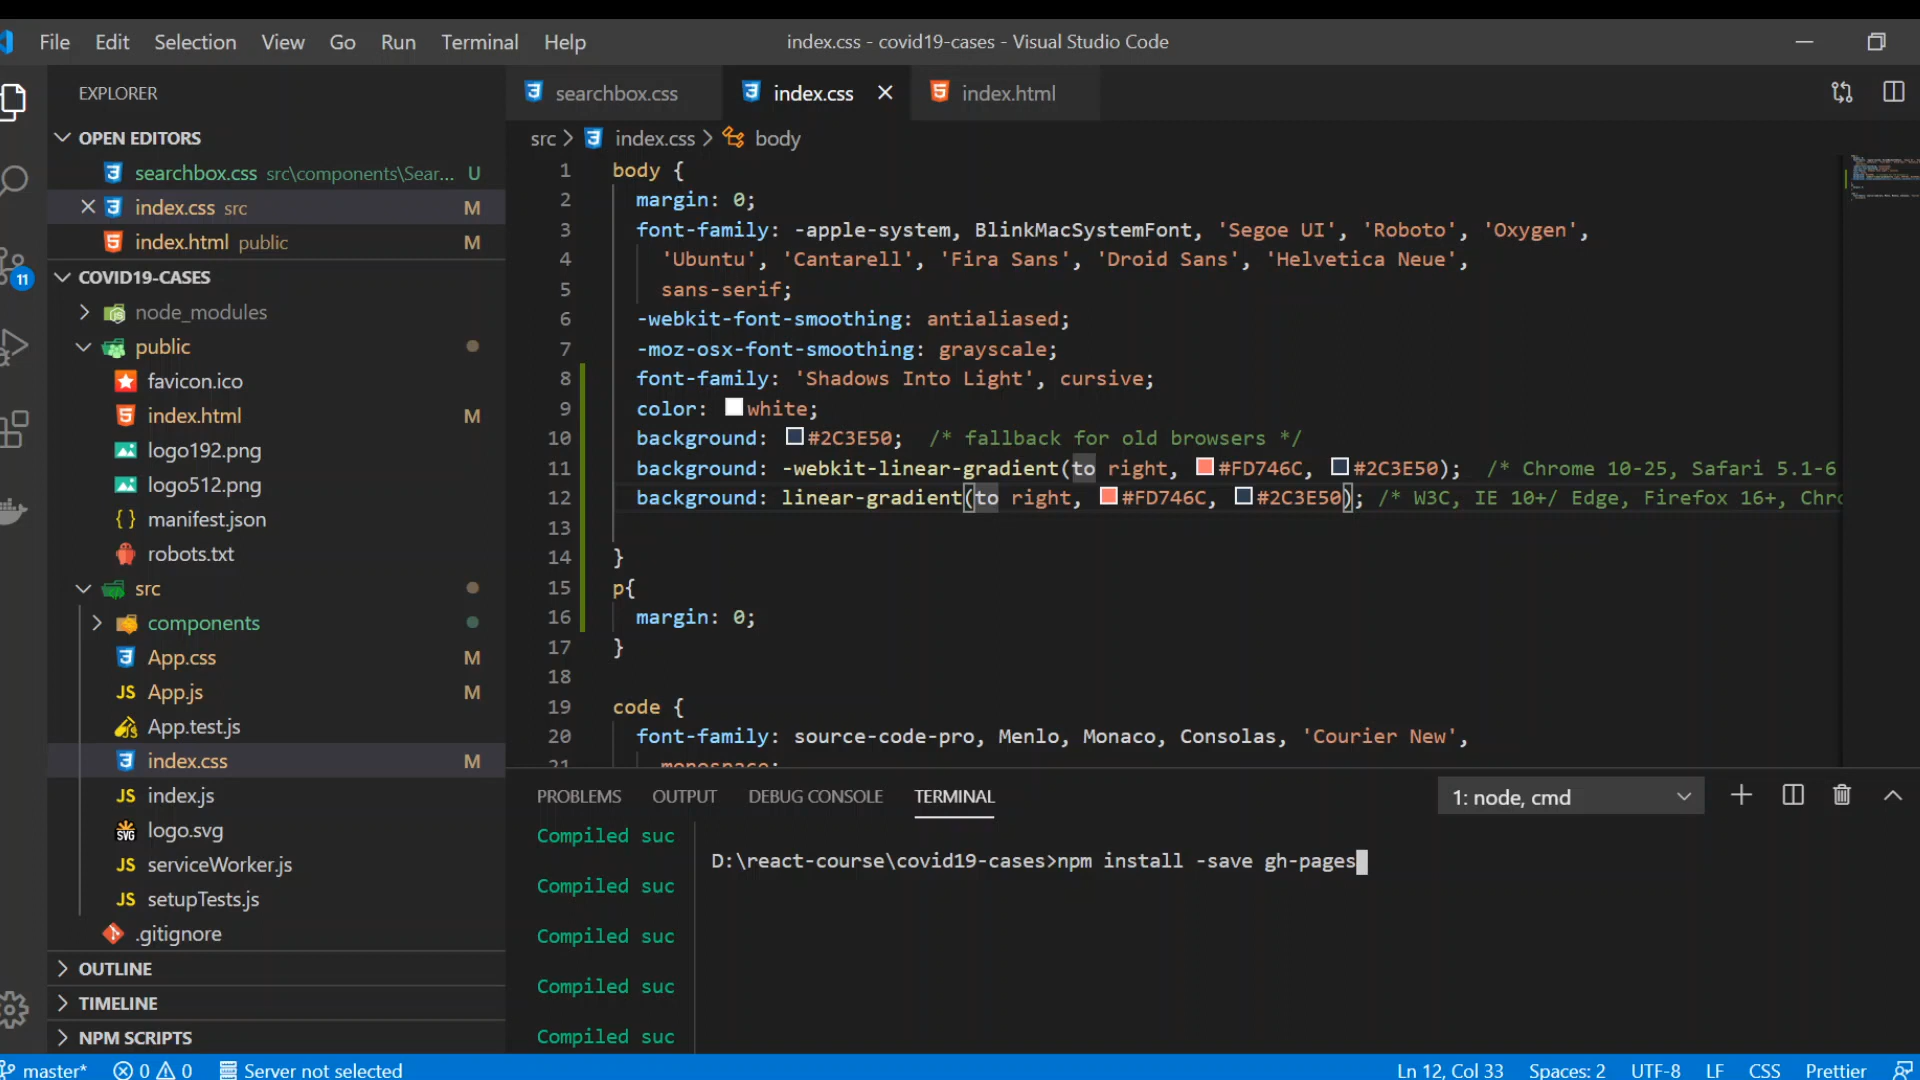 File Edit Selection View Go Run Terminal Help
index.css - covid19-cases - Visual Studio Code
EXPLORER
OPEN EDITORS
searchbox.css src\components\Sear... U
index.css src M
index.html public M
11
COVID19-CASES
node_modules
public
favicon.ico
index.html M
logo192.png
logo512.png
manifest.json
robots.txt
src
components
App.css M
App.js M
App.test.js
index.css M
index.js
logo.svg
serviceWorker.js
setupTests.js
.gitignore
OUTLINE
TIMELINE
NPM SCRIPTS
searchbox.css index.css index.html
src > index.css > body
1 body {
2 margin: 0;
3 font-family: -apple-system, BlinkMacSystemFont, 'Segoe UI', 'Roboto', 'Oxygen',
4 'Ubuntu', 'Cantarell', 'Fira Sans', 'Droid Sans', 'Helvetica Neue',
5 sans-serif;
6 -webkit-font-smoothing: antialiased;
7 -moz-osx-font-smoothing: grayscale;
8 font-family: 'Shadows Into Light', cursive;
9 color: white;
10 background: #2C3E50; /* fallback for old browsers */
11 background: -webkit-linear-gradient(to right, #FD746C, #2C3E50); /* Chrome 10-25, Safari 5.1-6
12 background: linear-gradient(to right, #FD746C, #2C3E50); /* W3C, IE 10+/ Edge, Firefox 16+, Chro
13
14 }
15 p{
16 margin: 0;
17 }
18
19 code {
20 font-family: source-code-pro, Menlo, Monaco, Consolas, 'Courier New',
21 monospace;
PROBLEMS OUTPUT DEBUG CONSOLE TERMINAL
1: node, cmd
Compiled suc
Compiled suc
Compiled suc
Compiled suc
Compiled suc
D:\react-course\covid19-cases>npm install -save gh-pages
master* 0 0 Server not selected
Ln 12, Col 33 Spaces: 2 UTF-8 LF CSS Prettier